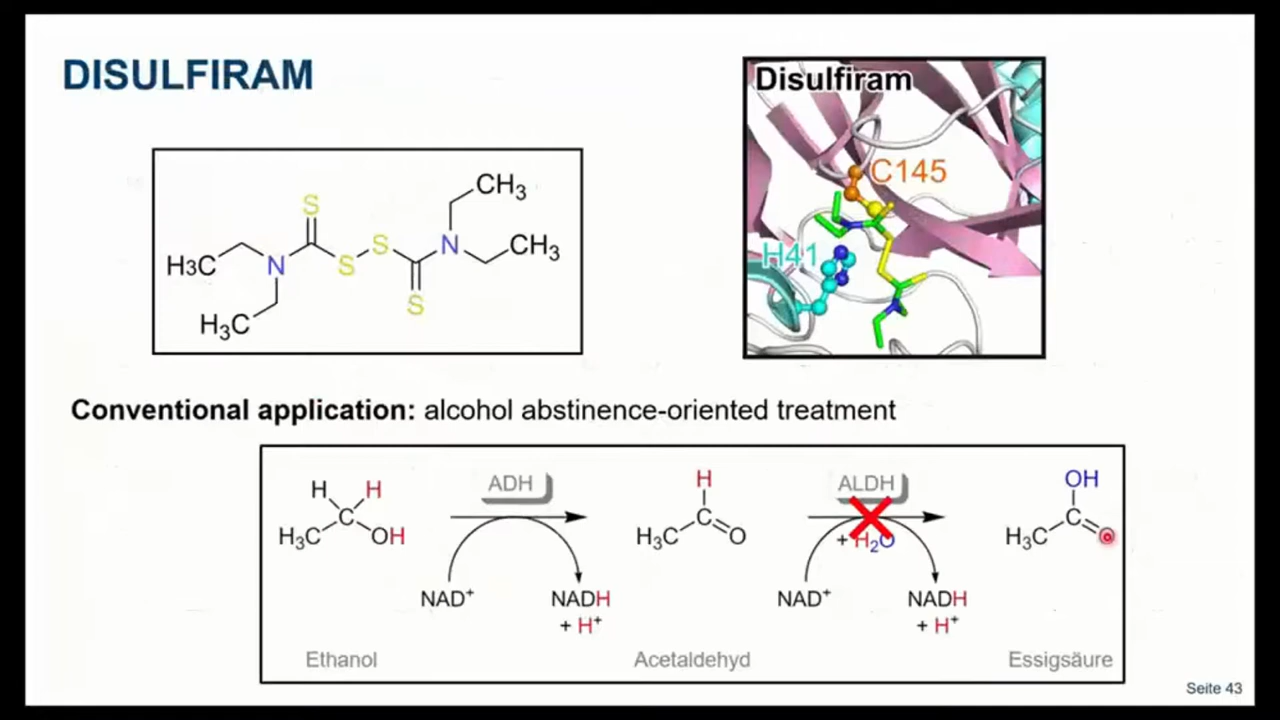 DISULFIRAM
Disulfiram
C145
H41
S
CH₃
S
S
N
CH₃
H₃C
N
S
H₃C
Conventional application: alcohol abstinence-oriented treatment
H H
ADH
H
ALDH
OH
H₃C C OH
H₃C C O
+ H₂O
H₃C C
NAD⁺
NADH
+ H⁺
NAD⁺
NADH
+ H⁺
Ethanol
Acetaldehyd
Essigsäure
Seite 43